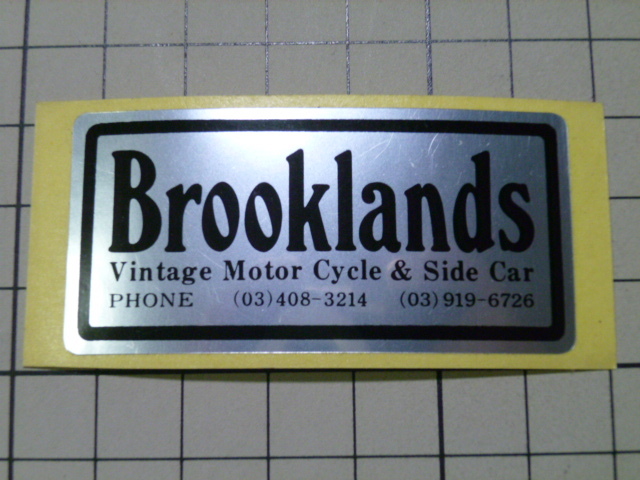 Brooklands
Vintage Motor Cycle & Side Car
PHONE (03)408-3214 (03)919-6726